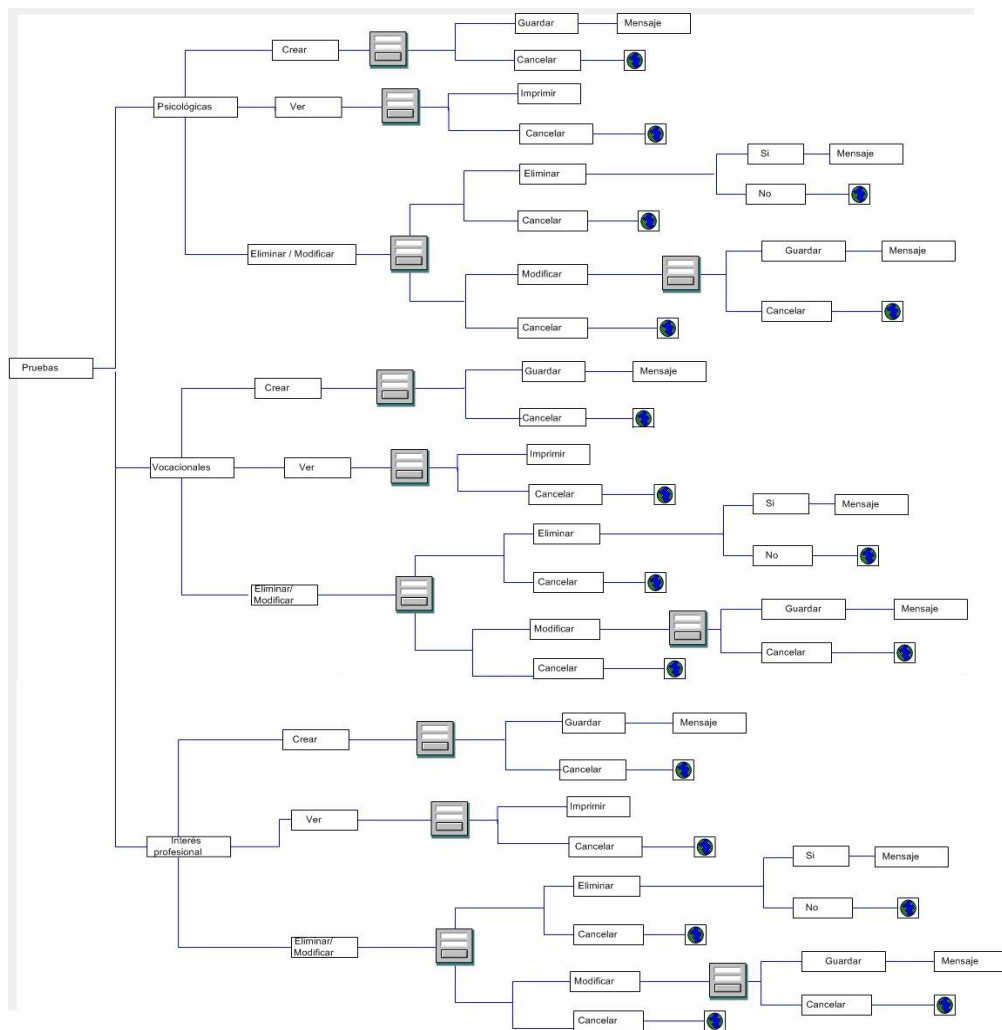 Guardar
Mensaje
Crear
Cancelar
Imprimir
Psicológicas
Ver
Cancelar
Si
Mensaje
Eliminar
No
Cancelar
Eliminar / Modificar
Guardar
Mensaje
Modificar
Cancelar
Cancelar
Pruebas
Guardar
Mensaje
Crear
Cancelar
Imprimir
Vocacionales
Ver
Cancelar
Si
Mensaje
Eliminar
No
Cancelar
Eliminar/
Modificar
Guardar
Mensaje
Modificar
Cancelar
Cancelar
Guardar
Mensaje
Crear
Cancelar
Imprimir
Ver
Interés
profesional
Cancelar
Si
Mensaje
Eliminar
No
Cancelar
Eliminar/
Modificar
Guardar
Mensaje
Modificar
Cancelar
Cancelar